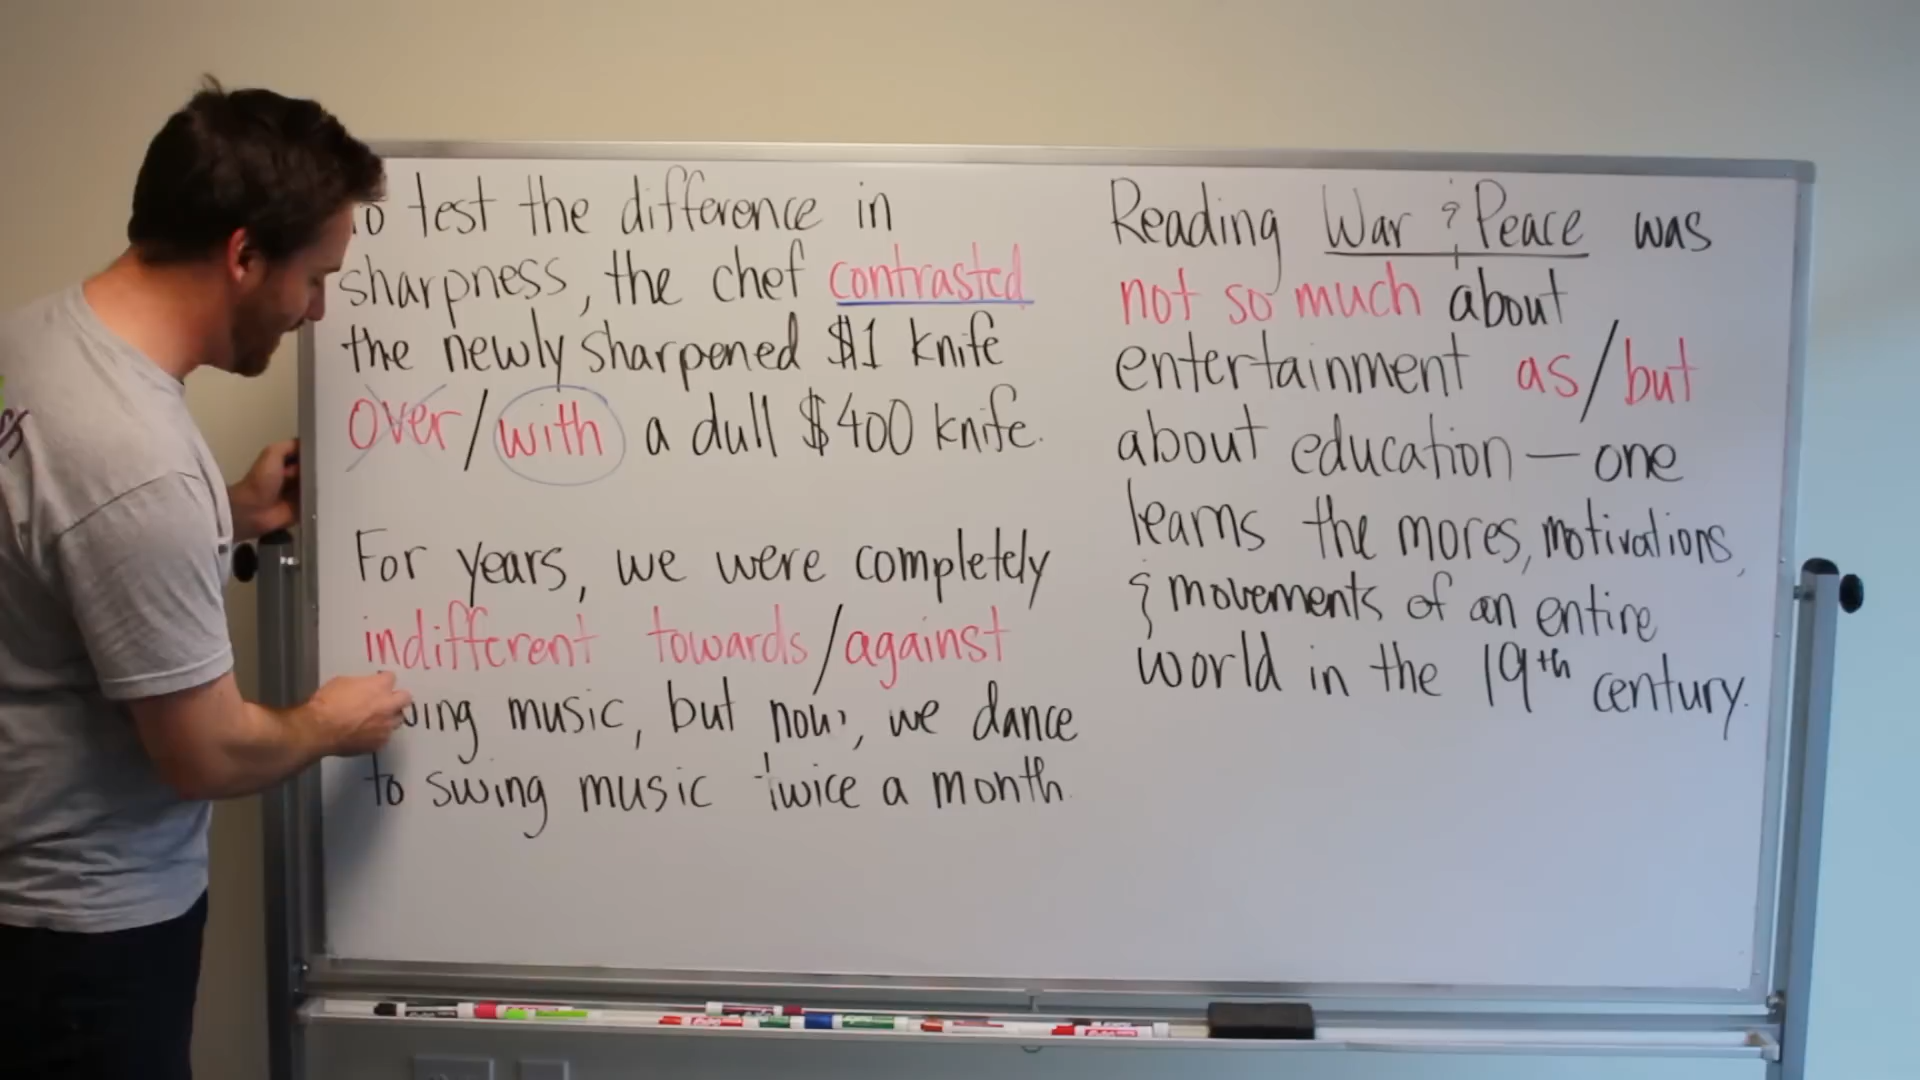 To test the difference in
sharpness, the chef contrasted
the newly sharpened $1 knife
over/with a dull $400 knife.
For years, we were completely
indifferent towards/against
swing music, but now, we dance
to swing music twice a month.
Reading War & Peace was
not so much about
entertainment as/but
about education — one
learns the mores, motivations,
& movements of an entire
world in the 19th century.